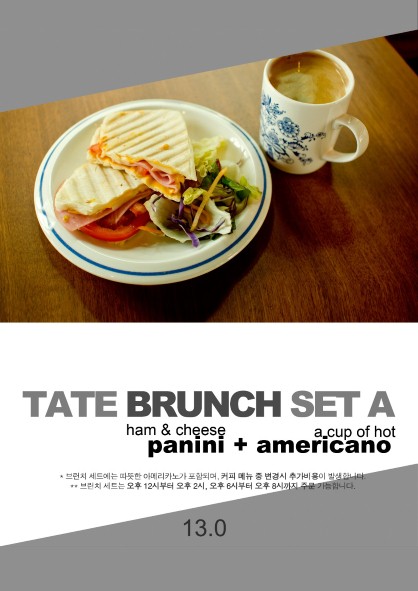 TATE BRUNCH SET A
ham & cheese a cup of hot
panini + americano
* 브런치 세트에는 따뜻한 아메리카노가 포함되며, 커피 메뉴 중 변경시 추가비용이 발생합니다.
** 브런치 세트는 오후 12시부터 오후 2시, 오후 6시부터 오후 8시까지 주문 가능합니다.
13.0